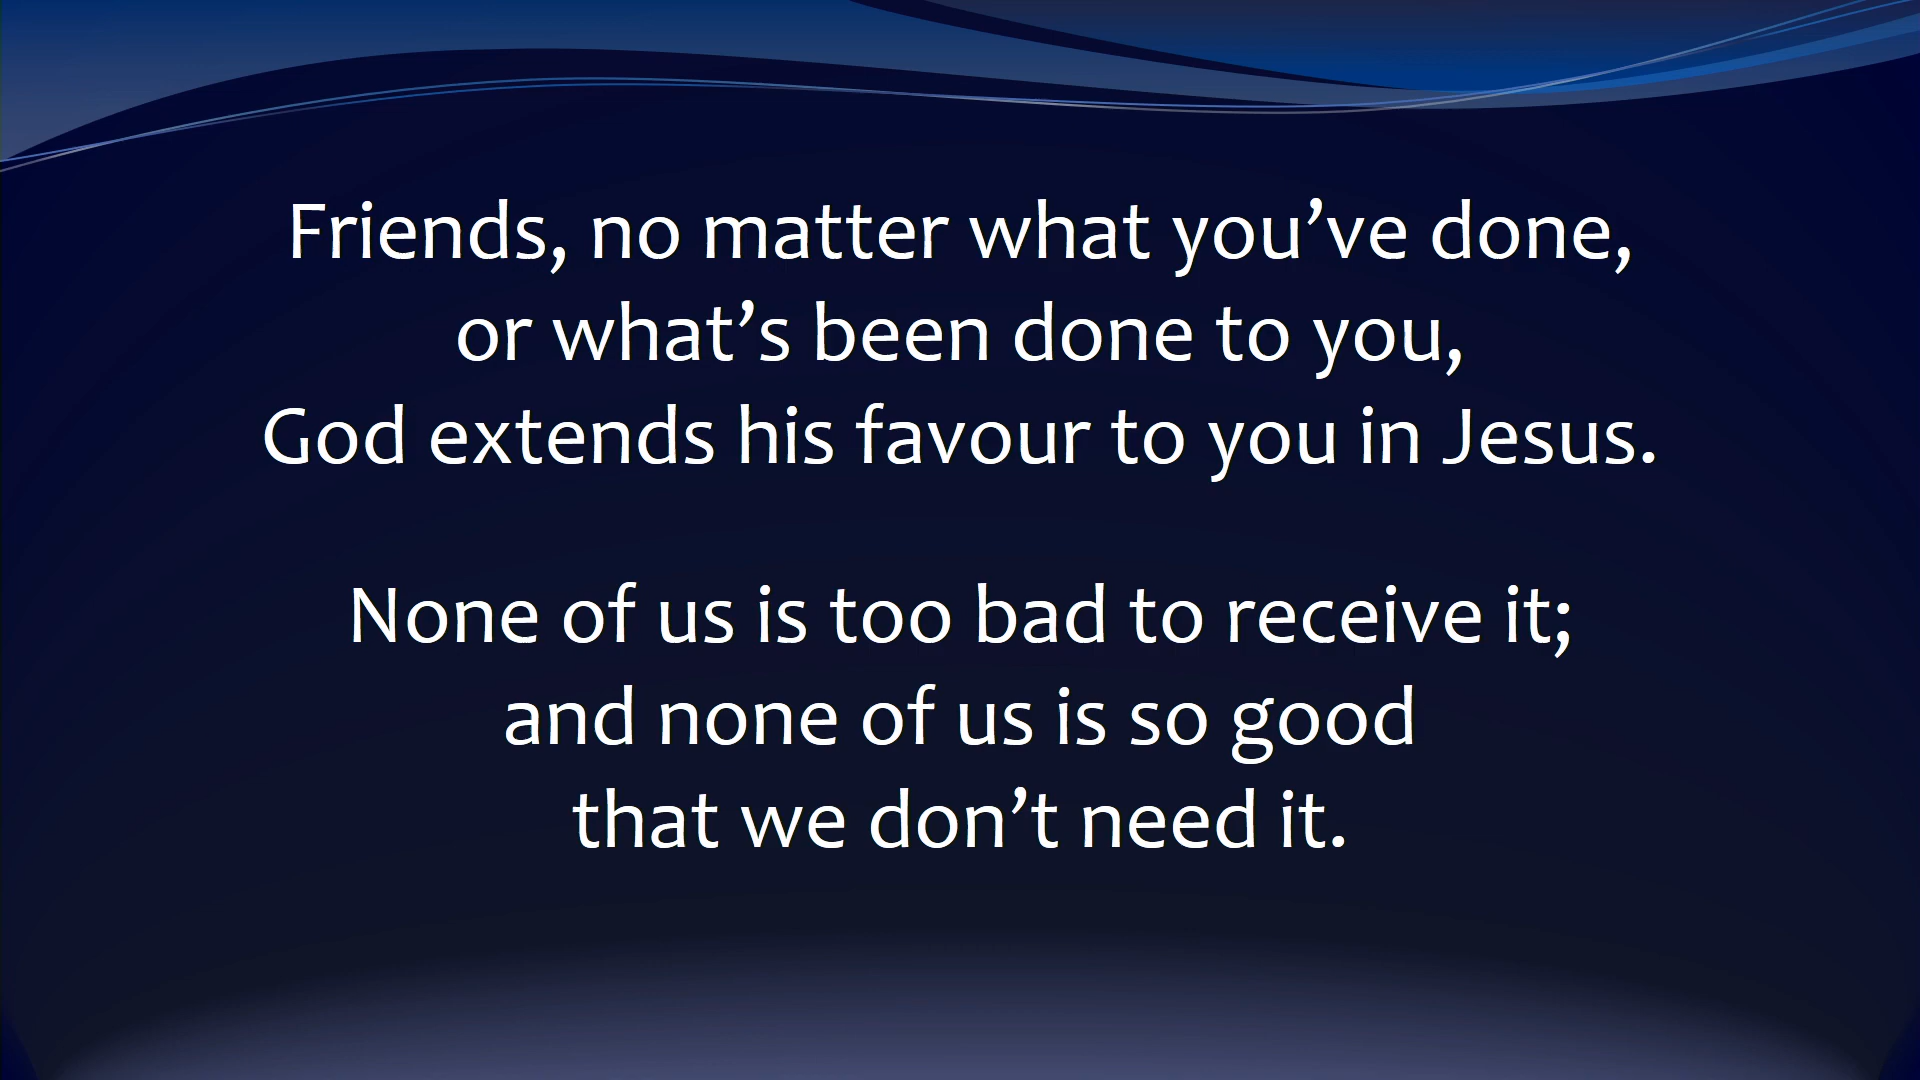 Friends, no matter what you’ve done,
or what’s been done to you,
God extends his favour to you in Jesus.
None of us is too bad to receive it;
and none of us is so good
that we don’t need it.